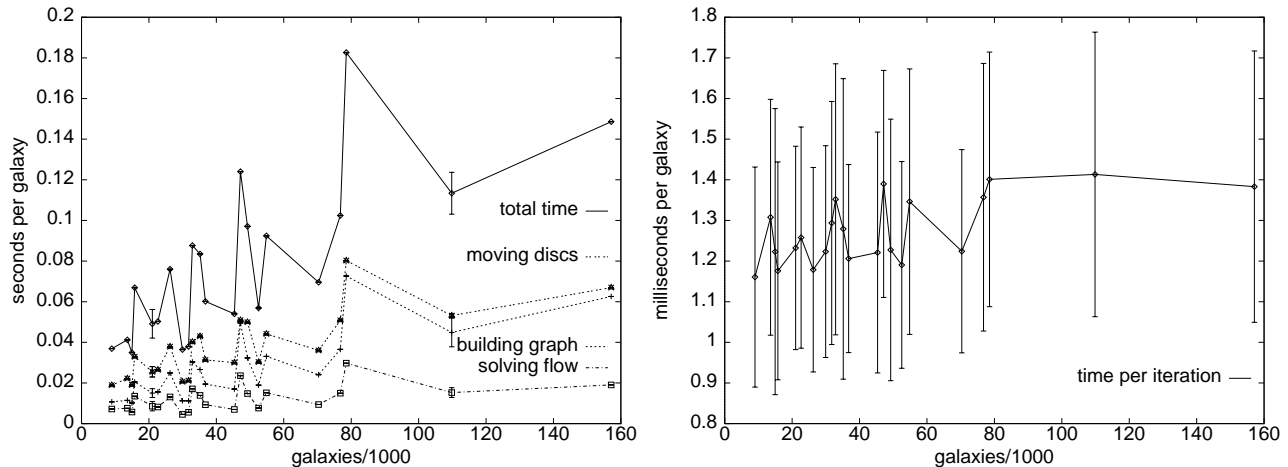 0.2
0.18
0.16
0.14
0.12
0.1
0.08
0.06
0.04
0.02
0
seconds per galaxy
total time
moving discs
building graph
solving flow
0 20 40 60 80 100 120 140 160
galaxies/1000
1.8
1.7
1.6
1.5
1.4
1.3
1.2
1.1
1
0.9
0.8
milliseconds per galaxy
time per iteration
0 20 40 60 80 100 120 140 160
galaxies/1000